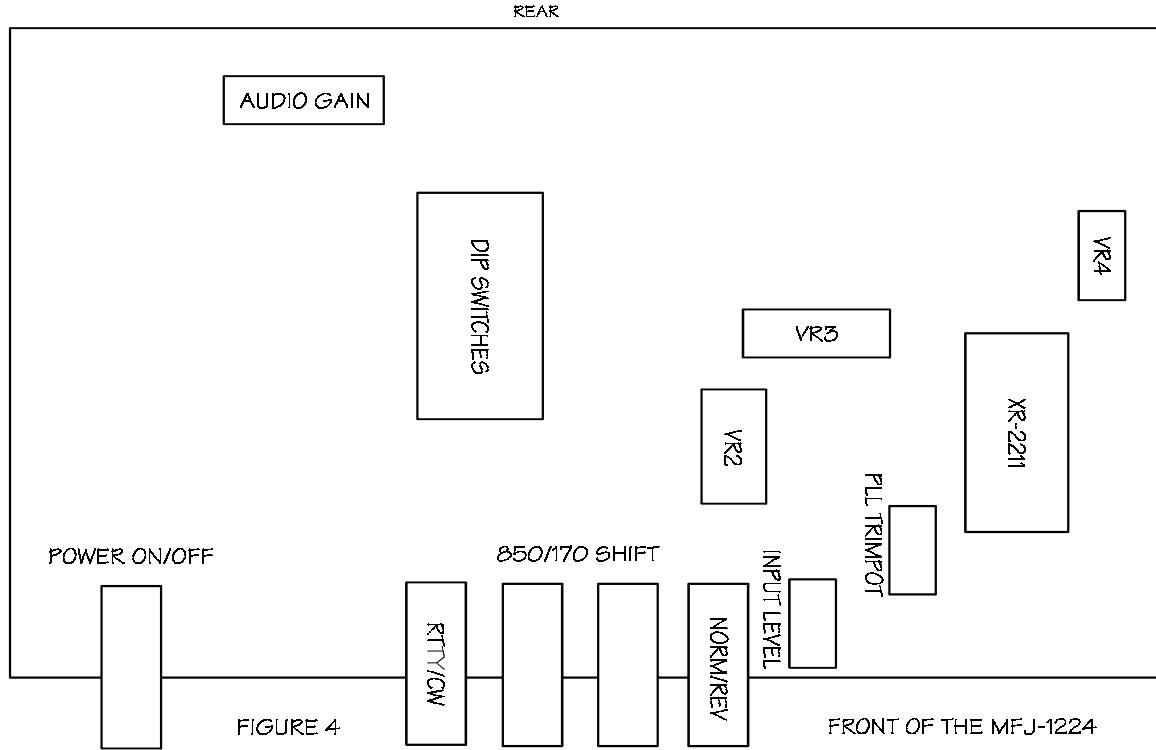 REAR
AUDIO GAIN
DIP SWITCHES
VR4
VR3
VR2
XR-2211
PLL TRIMPOT
POWER ON/OFF
850/170 SHIFT
INPUT LEVEL
RTTY/CW
NORM/REV
FIGURE 4
FRONT OF THE MFJ-1224